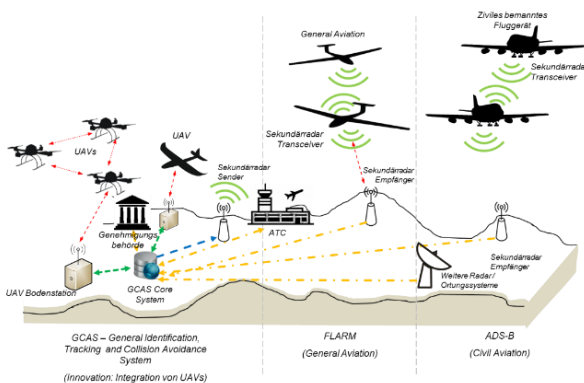 General Aviation
Ziviles bemanntes
Fluggerät
Sekundärradar
Transceiver
UAVs
UAV
Sekundärradar
Sender
Sekundärradar
Transceiver
Sekundärradar
Empfänger
Genehmigungs
behörde
ATC
UAV Bodenstation
GCAS Core
System
Weitere Radar/
Ortungssysteme
Sekundärradar
Empfänger
GCAS – General Identification,
Tracking and Collision Avoidance
System
(Innovation: Integration von UAVs)
FLARM
(General Aviation)
ADS-B
(Civil Aviation)